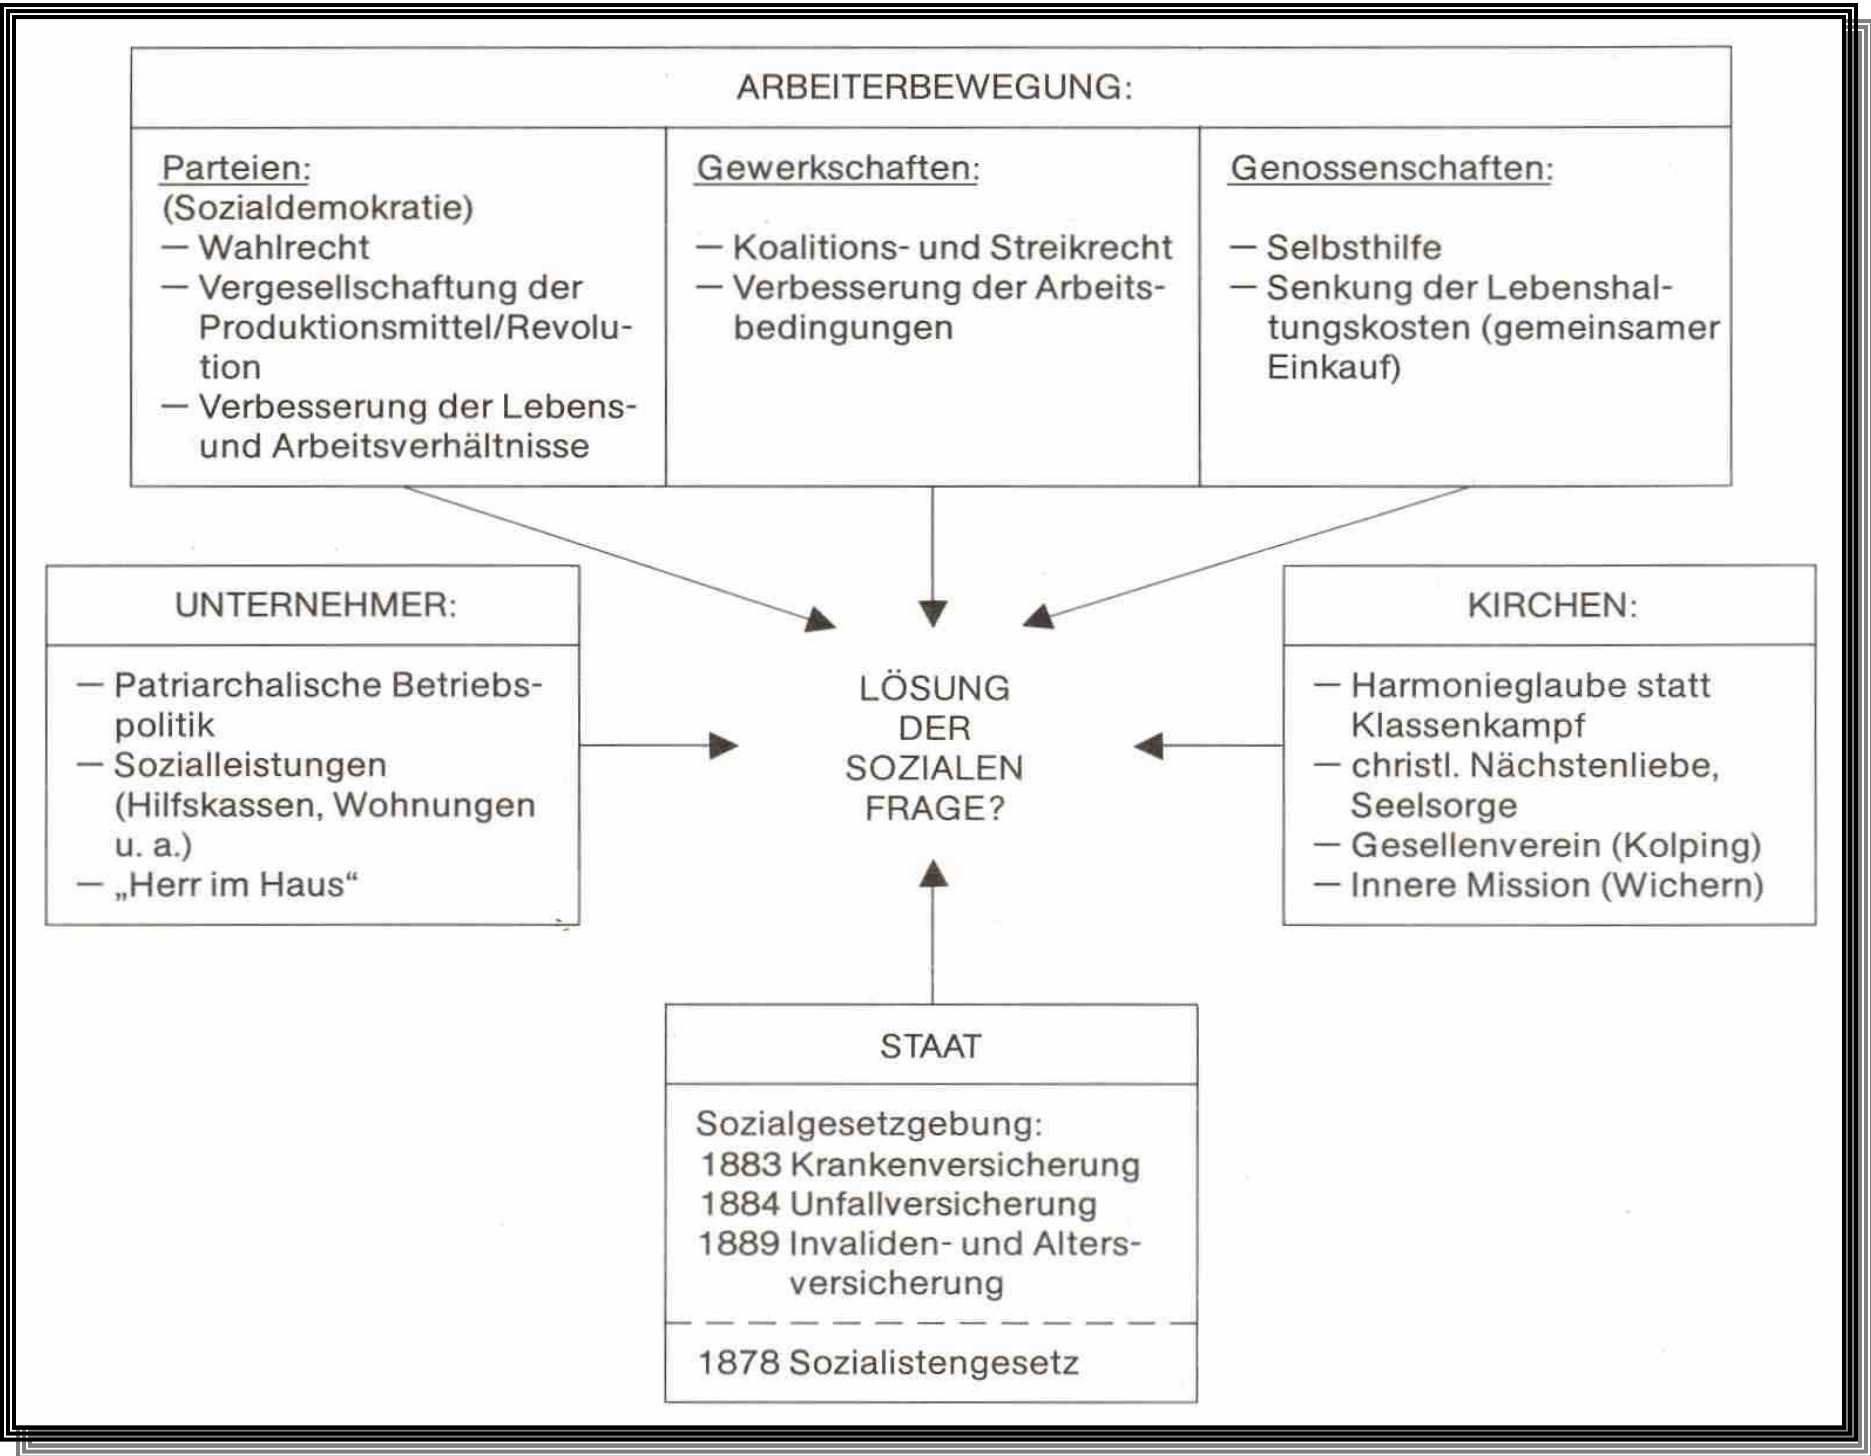 ARBEITERBEWEGUNG:
Parteien:
(Sozialdemokratie)
— Wahlrecht
— Vergesellschaftung der
Produktionsmittel/Revolu-
tion
— Verbesserung der Lebens-
und Arbeitsverhältnisse
Gewerkschaften:
— Koalitions- und Streikrecht
— Verbesserung der Arbeits-
bedingungen
Genossenschaften:
— Selbsthilfe
— Senkung der Lebenshal-
tungskosten (gemeinsamer
Einkauf)
UNTERNEHMER:
— Patriarchalische Betriebs-
politik
— Sozialleistungen
(Hilfskassen, Wohnungen
u. a.)
— „Herr im Haus“
LÖSUNG
DER
SOZIALEN
FRAGE?
KIRCHEN:
— Harmonieglaube statt
Klassenkampf
— christl. Nächstenliebe,
Seelsorge
— Gesellenverein (Kolping)
— Innere Mission (Wichern)
STAAT
Sozialgesetzgebung:
1883 Krankenversicherung
1884 Unfallversicherung
1889 Invaliden- und Alters-
versicherung
1878 Sozialistengesetz